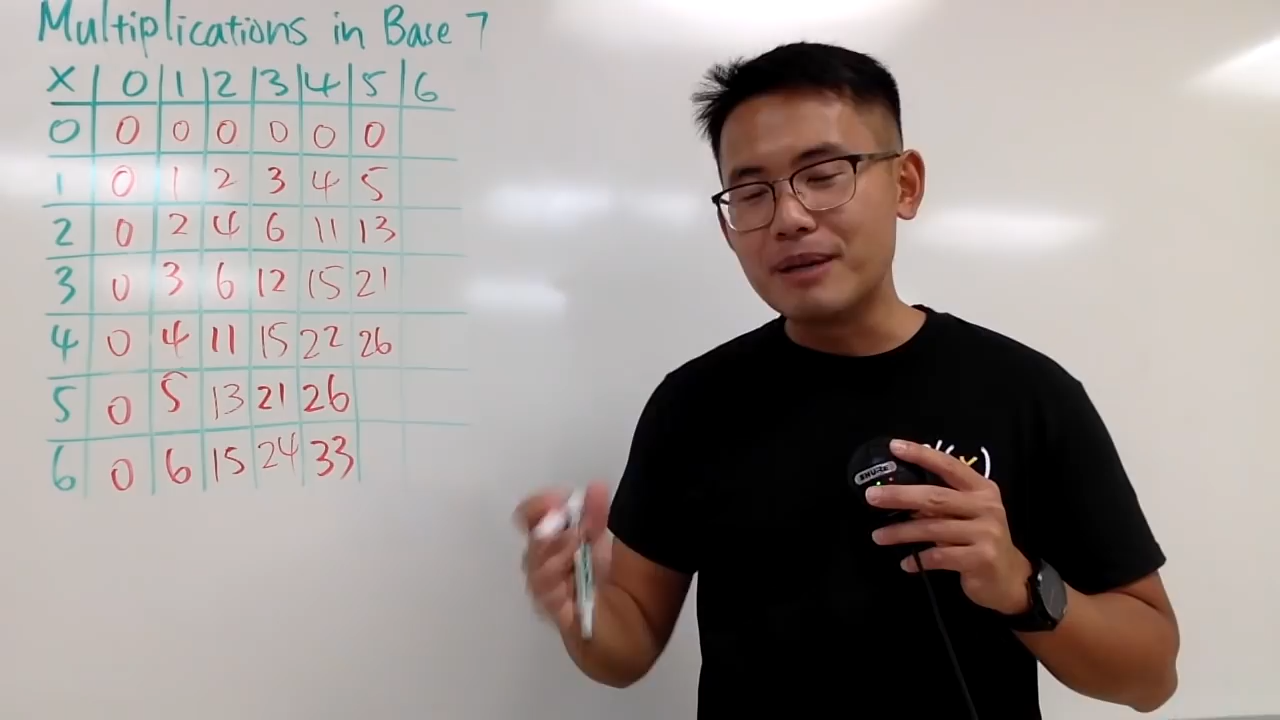 Multiplications in Base 7
X 0 1 2 3 4 5 6
0 0 0 0 0 0 0
1 0 1 2 3 4 5
2 0 2 4 6 11 13
3 0 3 6 12 15 21
4 0 4 11 15 22 26
5 0 5 13 21 26
6 0 6 15 24 33
SHURE